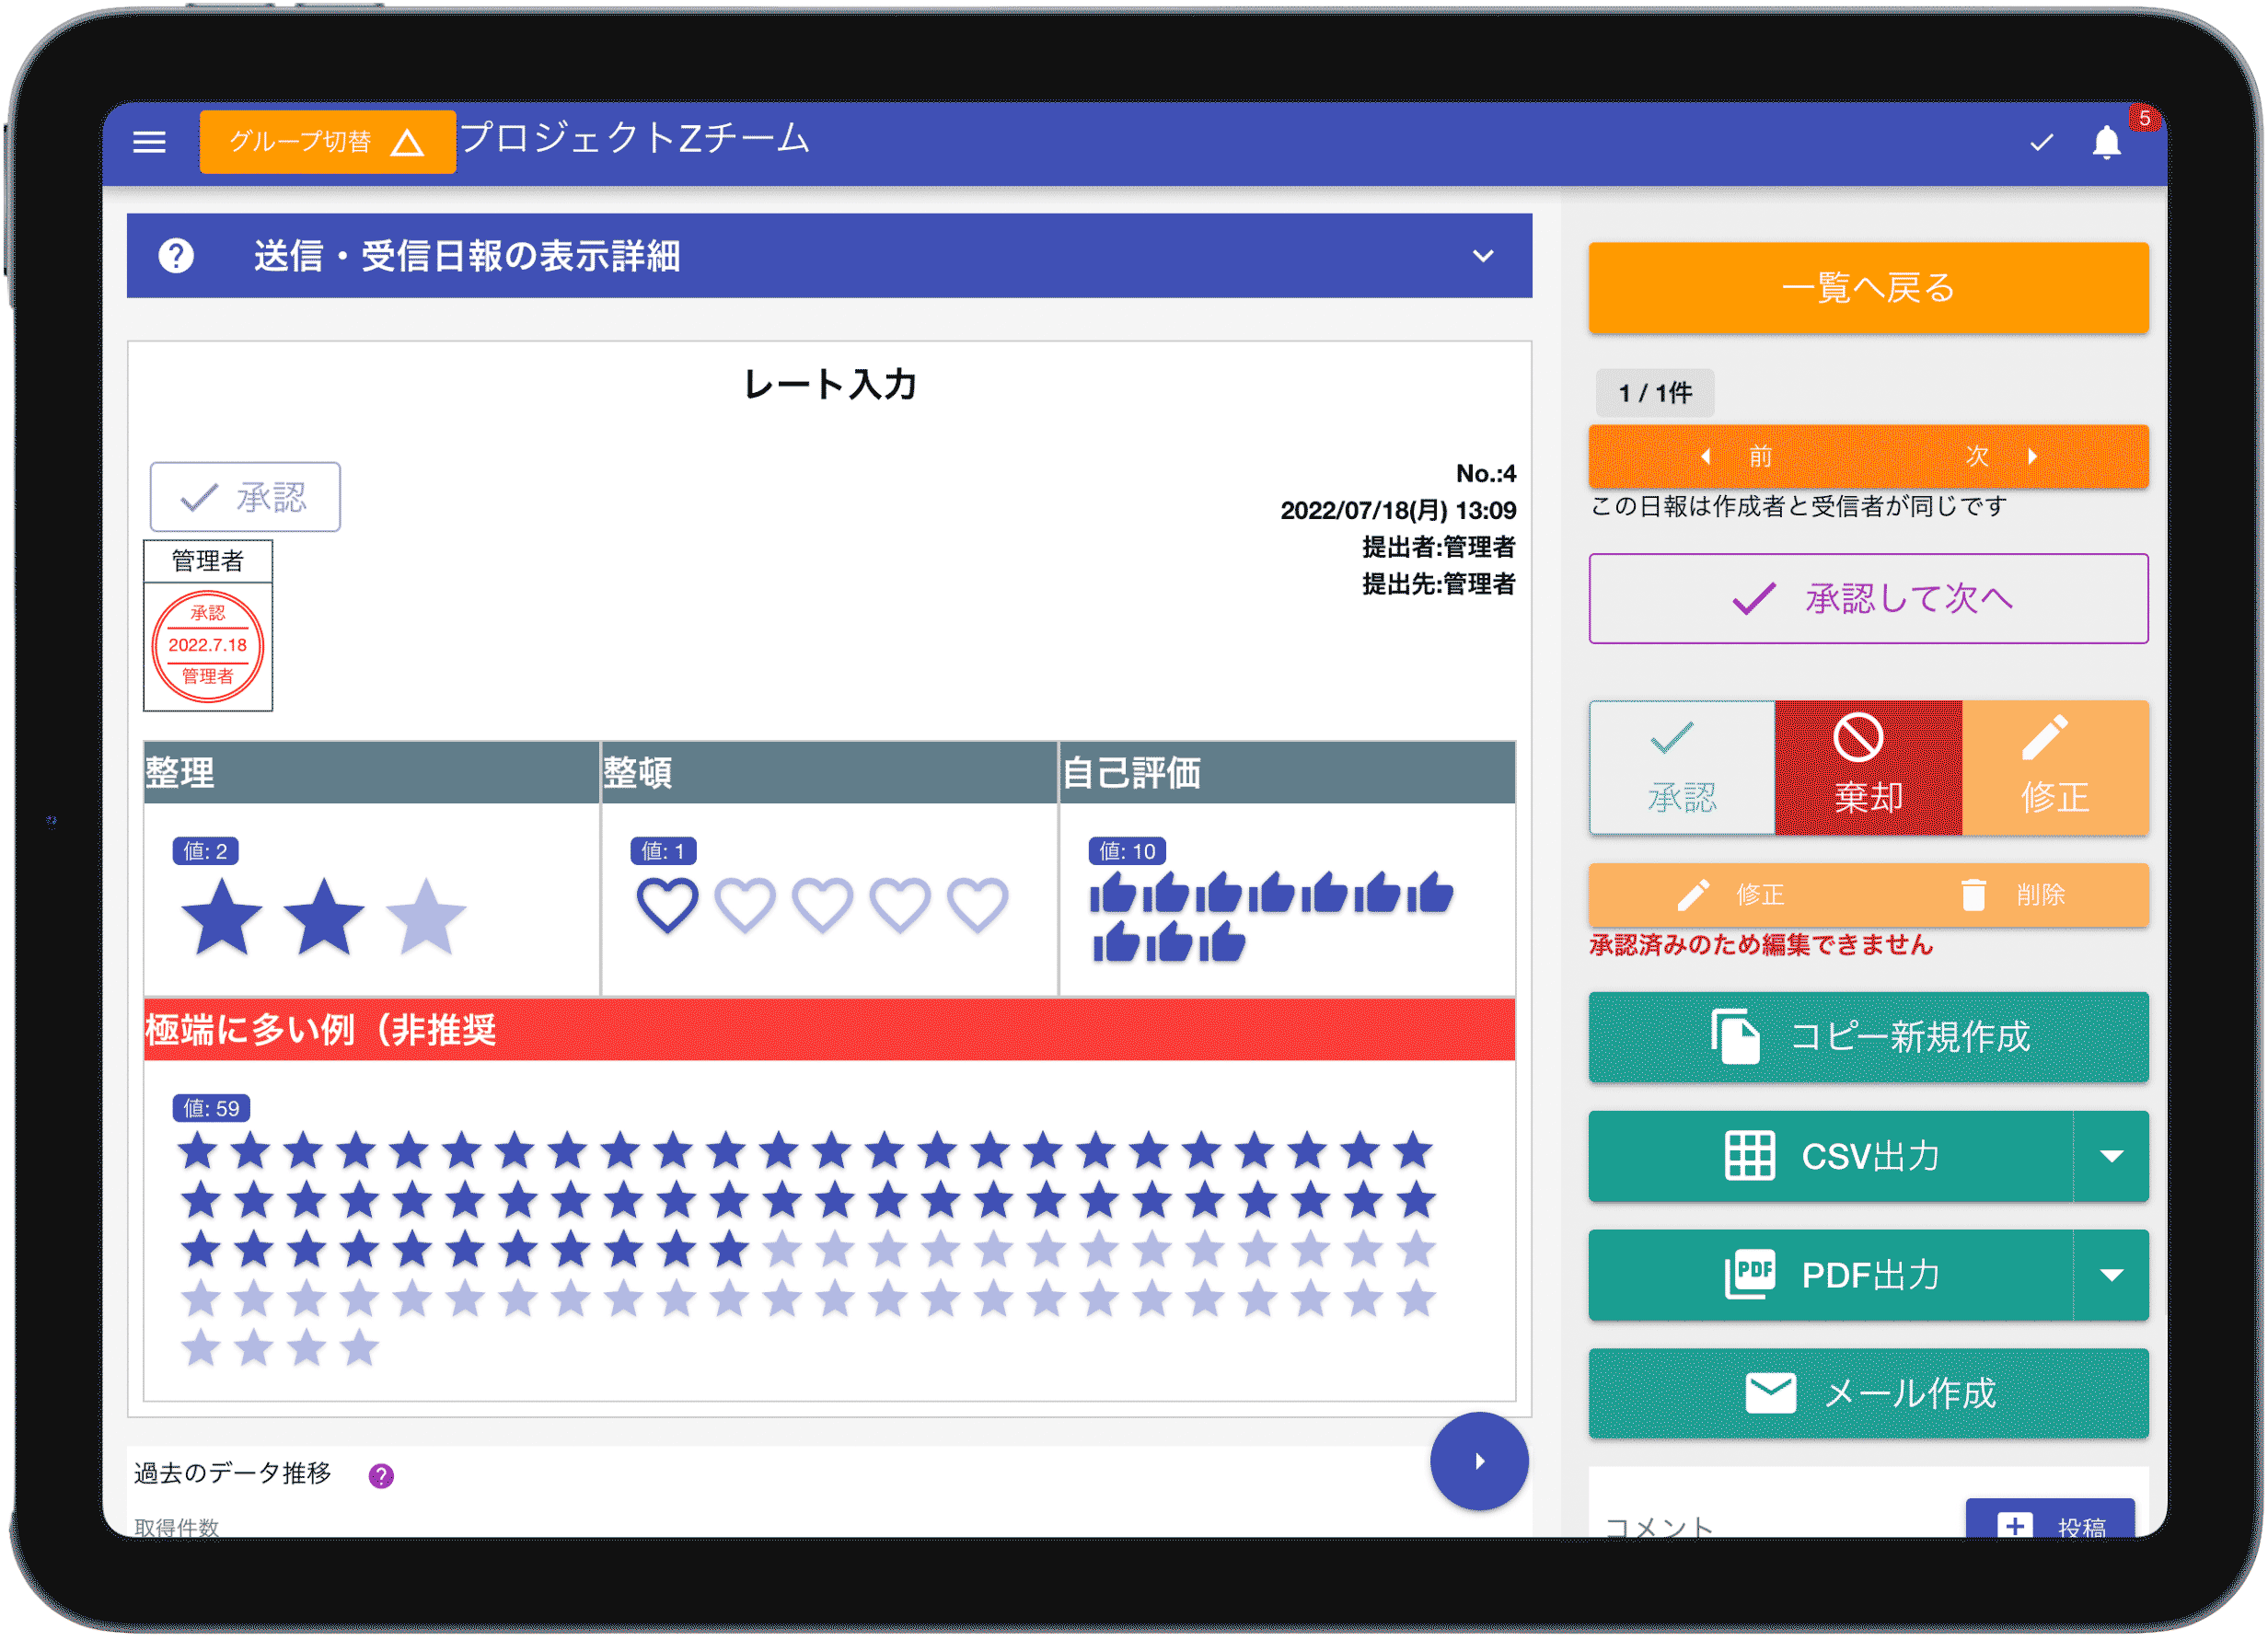 グループ切替
プロジェクトZチーム
5
送信・受信日報の表示詳細
レート入力
承認
No.:4
2022/07/18(月) 13:09
提出者:管理者
提出先:管理者
管理者
承認
2022.7.18
管理者
整理
整頓
自己評価
値: 2
値: 1
値: 10
極端に多い例（非推奨
値: 59
過去のデータ推移
取得件数
一覧へ戻る
1 / 1件
前
次
この日報は作成者と受信者が同じです
承認して次へ
承認
棄却
修正
修正
削除
承認済みのため編集できません
コピー新規作成
CSV出力
PDF
PDF出力
メール作成
コメント
投稿